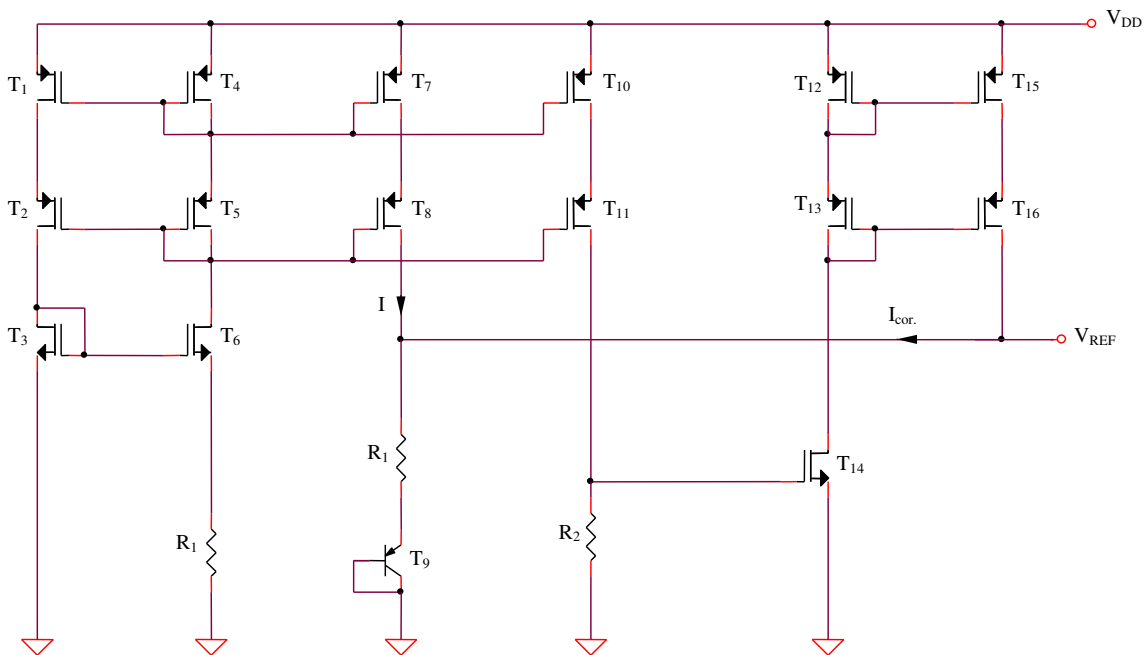 V_DD
T_1 T_4 T_7 T_10 T_12 T_15
T_2 T_5 T_8 T_11 T_13 T_16
I I_cor.
T_3 T_6 V_REF
R_1 T_14
R_1 T_9 R_2